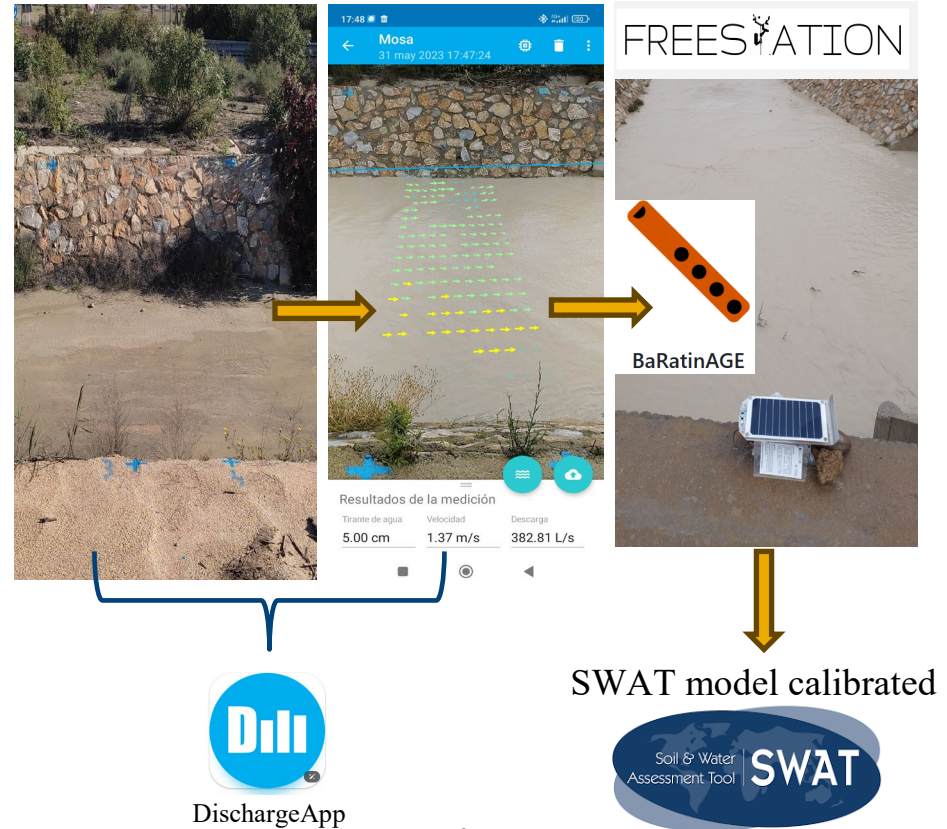 17:48
Mosa
31 may 2023 17:47:24
FREESTATION
BaRatinAGE
3
Resultados de la medición
Tirante de agua
Velocidad
Descarga
5.00 cm
1.37 m/s
382.81 L/s
SWAT model calibrated
DischargeApp
Soil & Water
Assessment Tool
SWAT